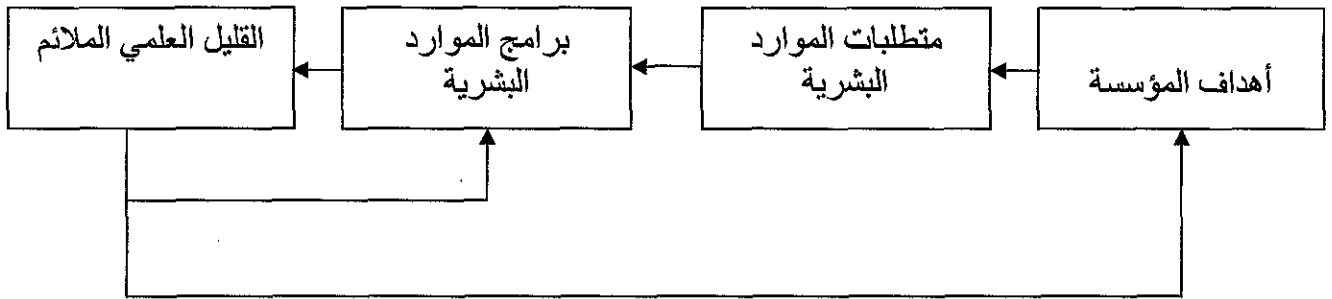 أهداف المؤسسة
متطلبات الموارد
البشرية
برامج الموارد
البشرية
القليل العلمي الملائم